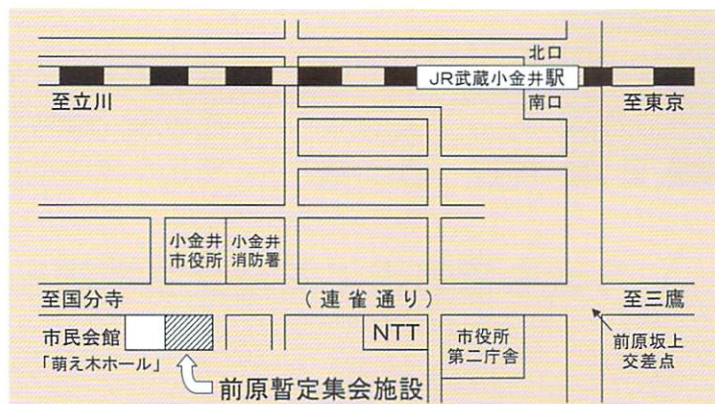 北口
JR武蔵小金井駅
南口
至立川
至東京
小金井
市役所
小金井
消防署
至国分寺
(連雀通り)
至三鷹
市民会館
「萌え木ホール」
NTT
市役所
第二庁舎
前原坂上
交差点
前原暫定集会施設